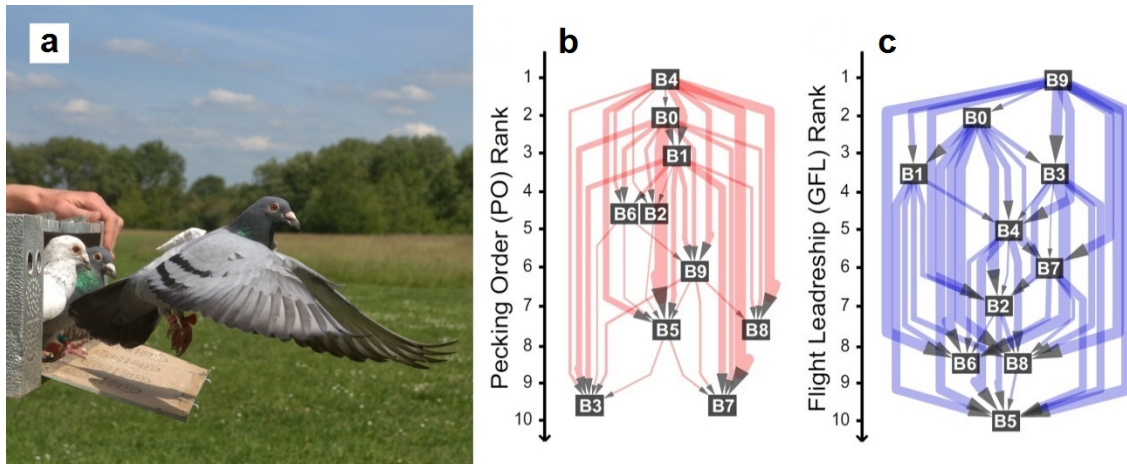 a
b
c
Pecking Order (PO) Rank
1
2
3
4
5
6
7
8
9
10
B4
B0
B1
B6 B2
B9
B5 B8
B3 B7
Flight Leadreship (GFL) Rank
1
2
3
4
5
6
7
8
9
10
B9
B0
B1 B3
B4
B7
B2
B6 B8
B5